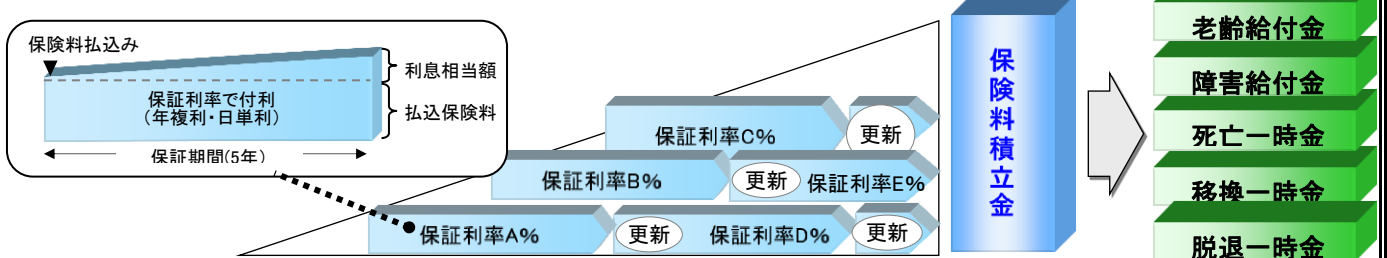 保険料払込み
利息相当額
保証利率で付利
(年複利・日単利)
払込保険料
保証期間(5年)
保証利率C%
更新
保証利率B%
更新
保証利率E%
保証利率A%
更新
保証利率D%
更新
保険料積立金
老齢給付金
障害給付金
死亡一時金
移換一時金
脱退一時金